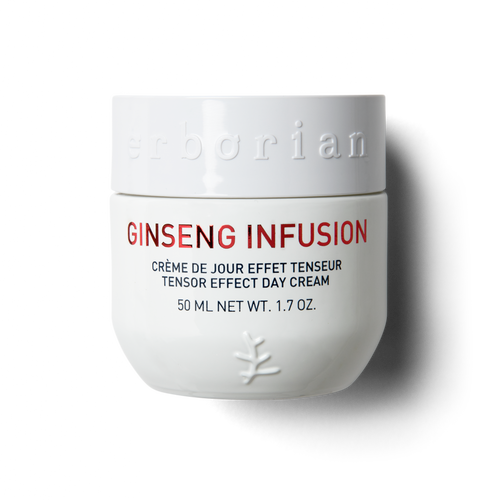 erborian
GINSENG INFUSION
CRÈME DE JOUR EFFET TENSEUR
TENSOR EFFECT DAY CREAM
50 ML NET WT. 1.7 OZ.